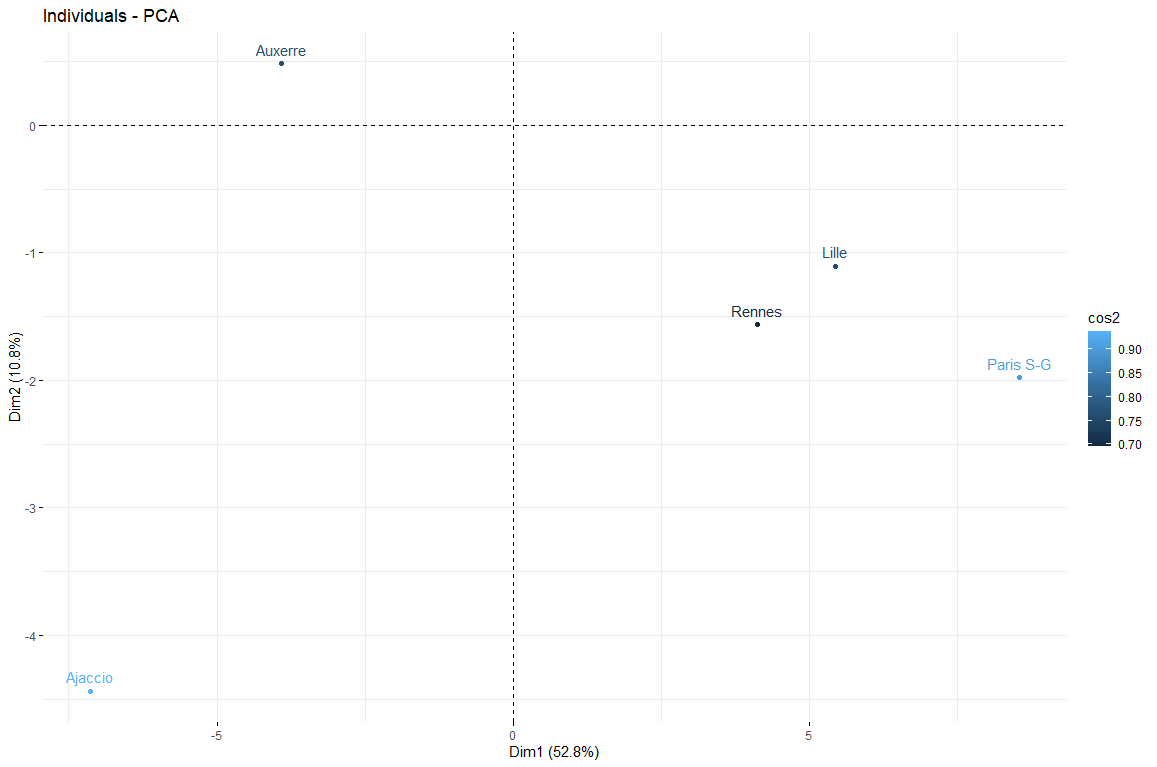 Individuals - PCA
Auxerre
Lille
Rennes
Paris S-G
Ajaccio
0
-1
-2
-3
-4
Dim2 (10.8%)
-5
0
5
Dim1 (52.8%)
cos2
0.90
0.85
0.80
0.75
0.70